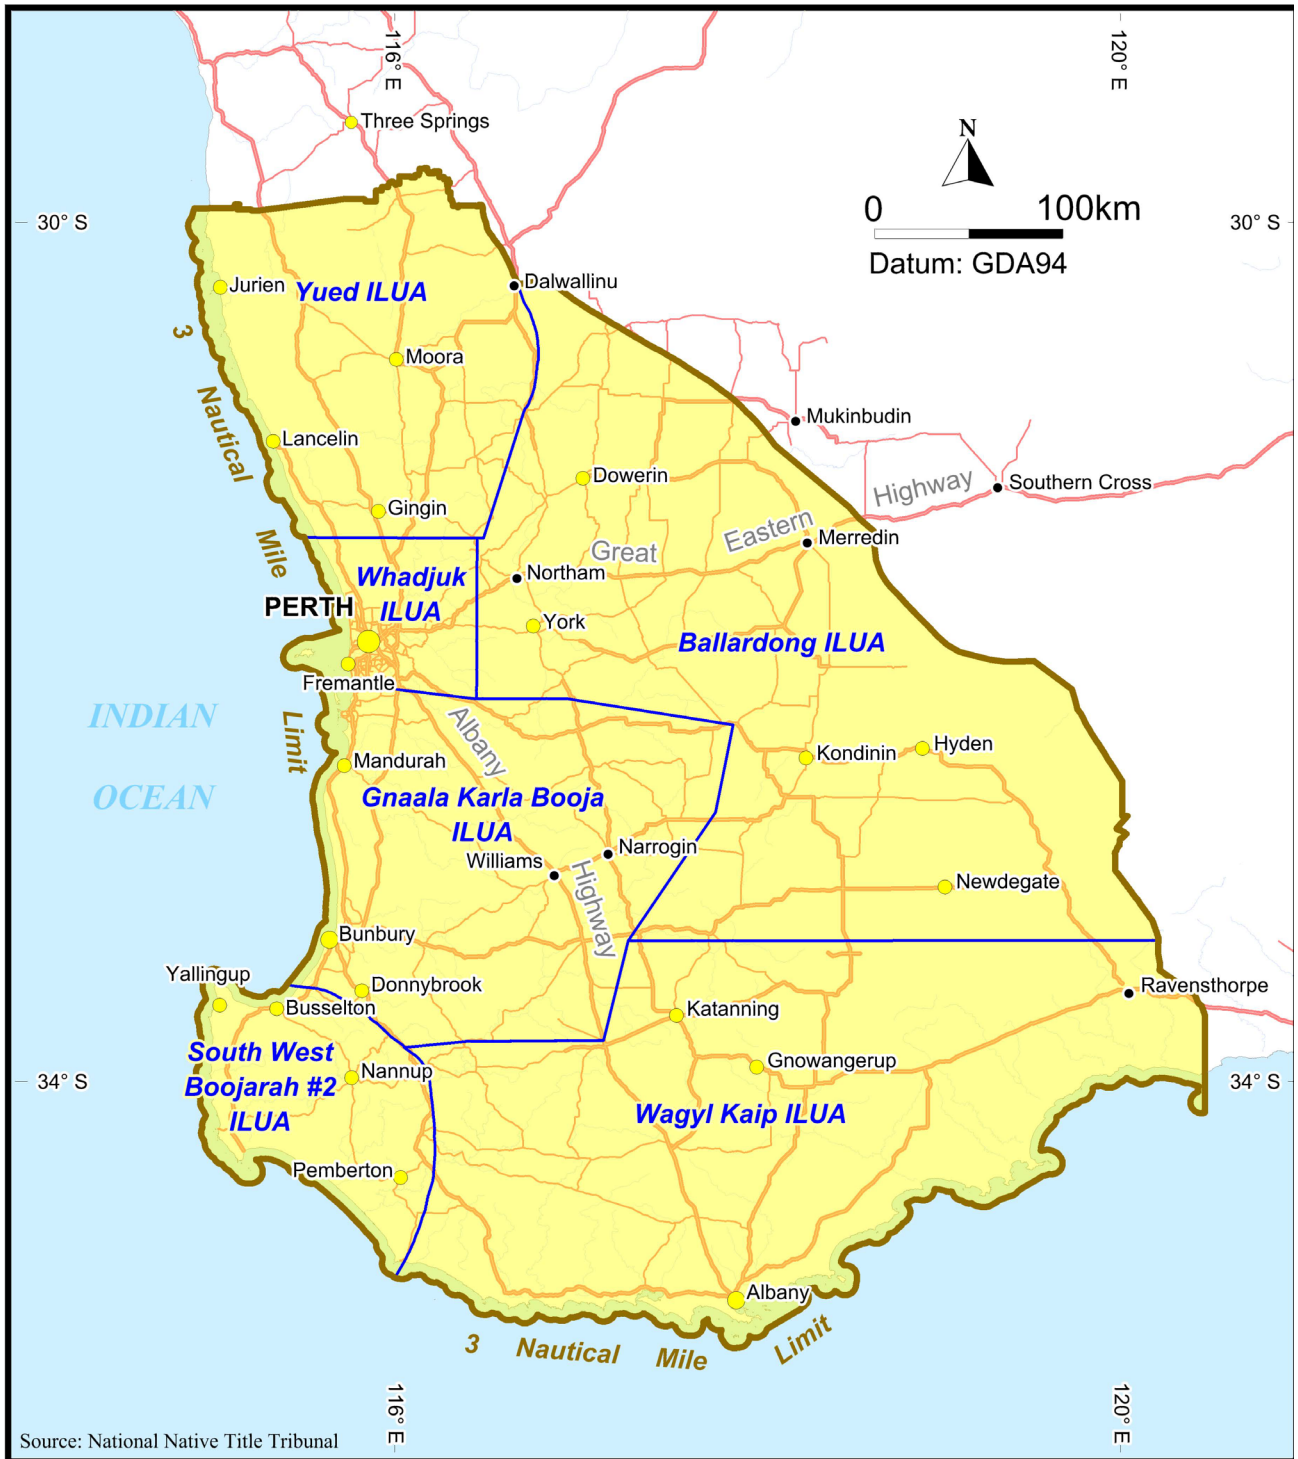 116° E
120° E
Three Springs
N
0 100km
Datum: GDA94
30° S
30° S
Jurien
Yued ILUA
Dalwallinu
3 Nautical Mile Limit
Moora
Mukinbudin
Lancelin
Dowerin
Southern Cross
Great Eastern Highway
Gingin
Merredin
Northam
Whadjuk
ILUA
PERTH
York
Ballardong ILUA
Fremantle
INDIAN
OCEAN
Albany Highway
Kondinin
Hyden
Mandurah
Gnaala Karla Booja
ILUA
Narrogin
Williams
Newdegate
Bunbury
Yallingup
Donnybrook
Ravensthorpe
Busselton
Katanning
South West
Boojarah #2
ILUA
Nannup
Gnowangerup
34° S
34° S
Wagyl Kaip ILUA
Pemberton
Albany
3 Nautical Mile Limit
116° E
120° E
Source: National Native Title Tribunal